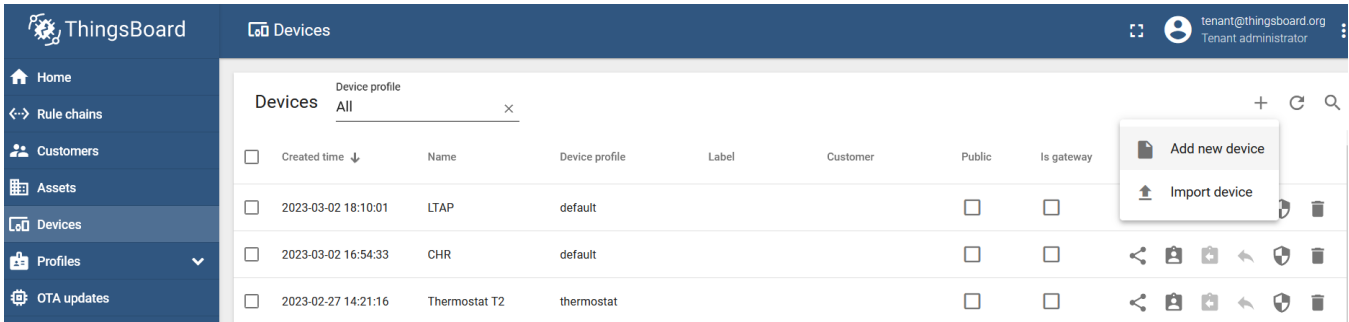 ThingsBoard
Devices
tenant@thingsboard.org
Tenant administrator
Home
Rule chains
Customers
Assets
Devices
Profiles
OTA updates
Devices
Device profile
All
Add new device
Import device
Created time
Name
Device profile
Label
Customer
Public
Is gateway
2023-03-02 18:10:01
LTAP
default
2023-03-02 16:54:33
CHR
default
2023-02-27 14:21:16
Thermostat T2
thermostat